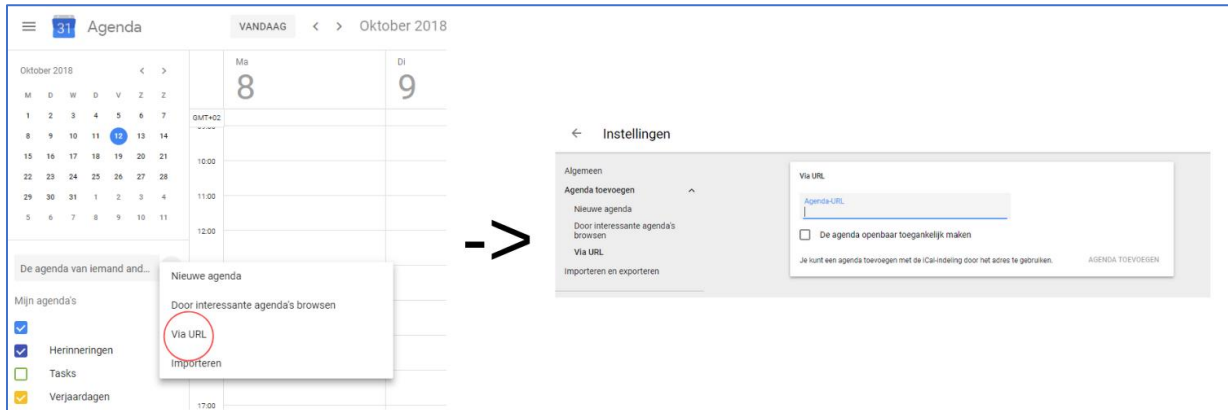 31 Agenda VANDAAG < > Oktober 2018
Oktober 2018 < >
M D W D V Z Z
1 2 3 4 5 6 7
8 9 10 11 12 13 14
15 16 17 18 19 20 21
22 23 24 25 26 27 28
29 30 31 1 2 3 4
5 6 7 8 9 10 11
De agenda van iemand and...
Mijn agenda's
Herinneringen
Tasks
Verjaardagen
Ma
8
Di
9
GMT+02
10:00
11:00
12:00
17:00
Nieuwe agenda
Door interessante agenda's browsen
Via URL
Importeren
->
← Instellingen
Algemeen
Agenda toevoegen
Nieuwe agenda
Door interessante agenda's
browsen
Via URL
Importeren en exporteren
Via URL
Agenda-URL
De agenda openbaar toegankelijk maken
Je kunt een agenda toevoegen met de iCal-indeling door het adres te gebruiken.
AGENDA TOEVOEGEN